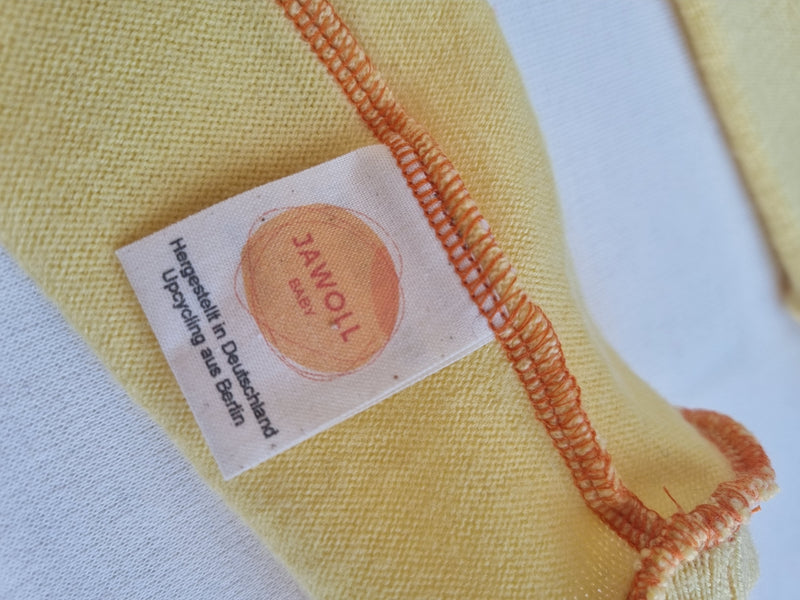 JAWOLL
BABY
Hergestellt in Deutschland
Upcycling aus Berlin